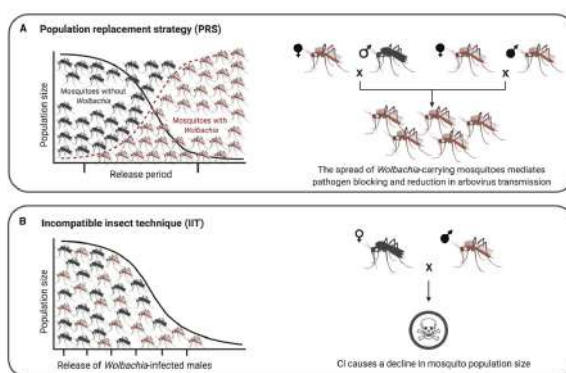 A Population replacement strategy (PRS)
Population size
Mosquitoes without
Wolbachia
Mosquitoes with
Wolbachia
Release period
X
X
The spread of Wolbachia-carrying mosquitoes mediates
pathogen blocking and reduction in arbovirus transmission
B Incompatible insect technique (IIT)
Population size
Release of Wolbachia-infected males
X
CI causes a decline in mosquito population size